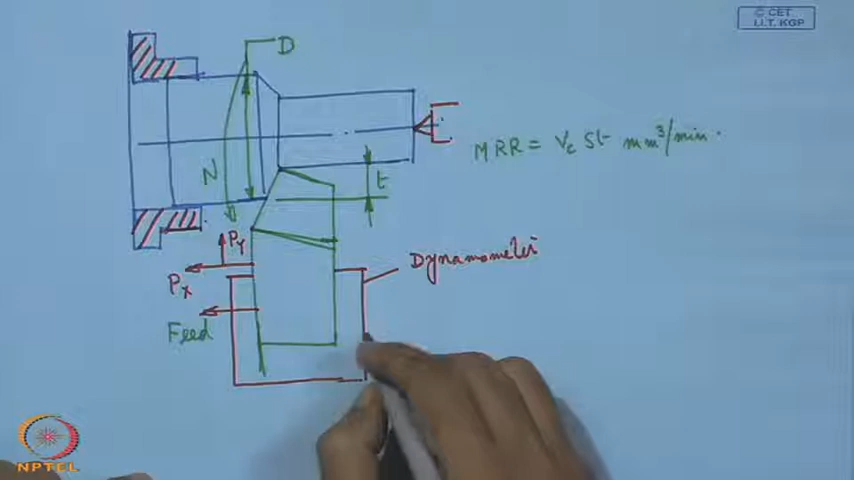 © CET
I.I.T. KGP
D
MRR = Vc St mm³/min.
N
t
PY
Dynamometer
PX
Feed
NPTEL